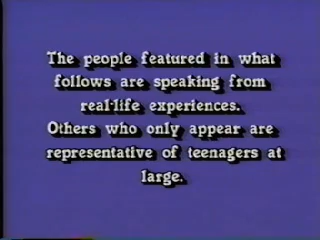 The people featured in what
follows are speaking from
real-life experiences.
Others who only appear are
representative of teenagers at
large.